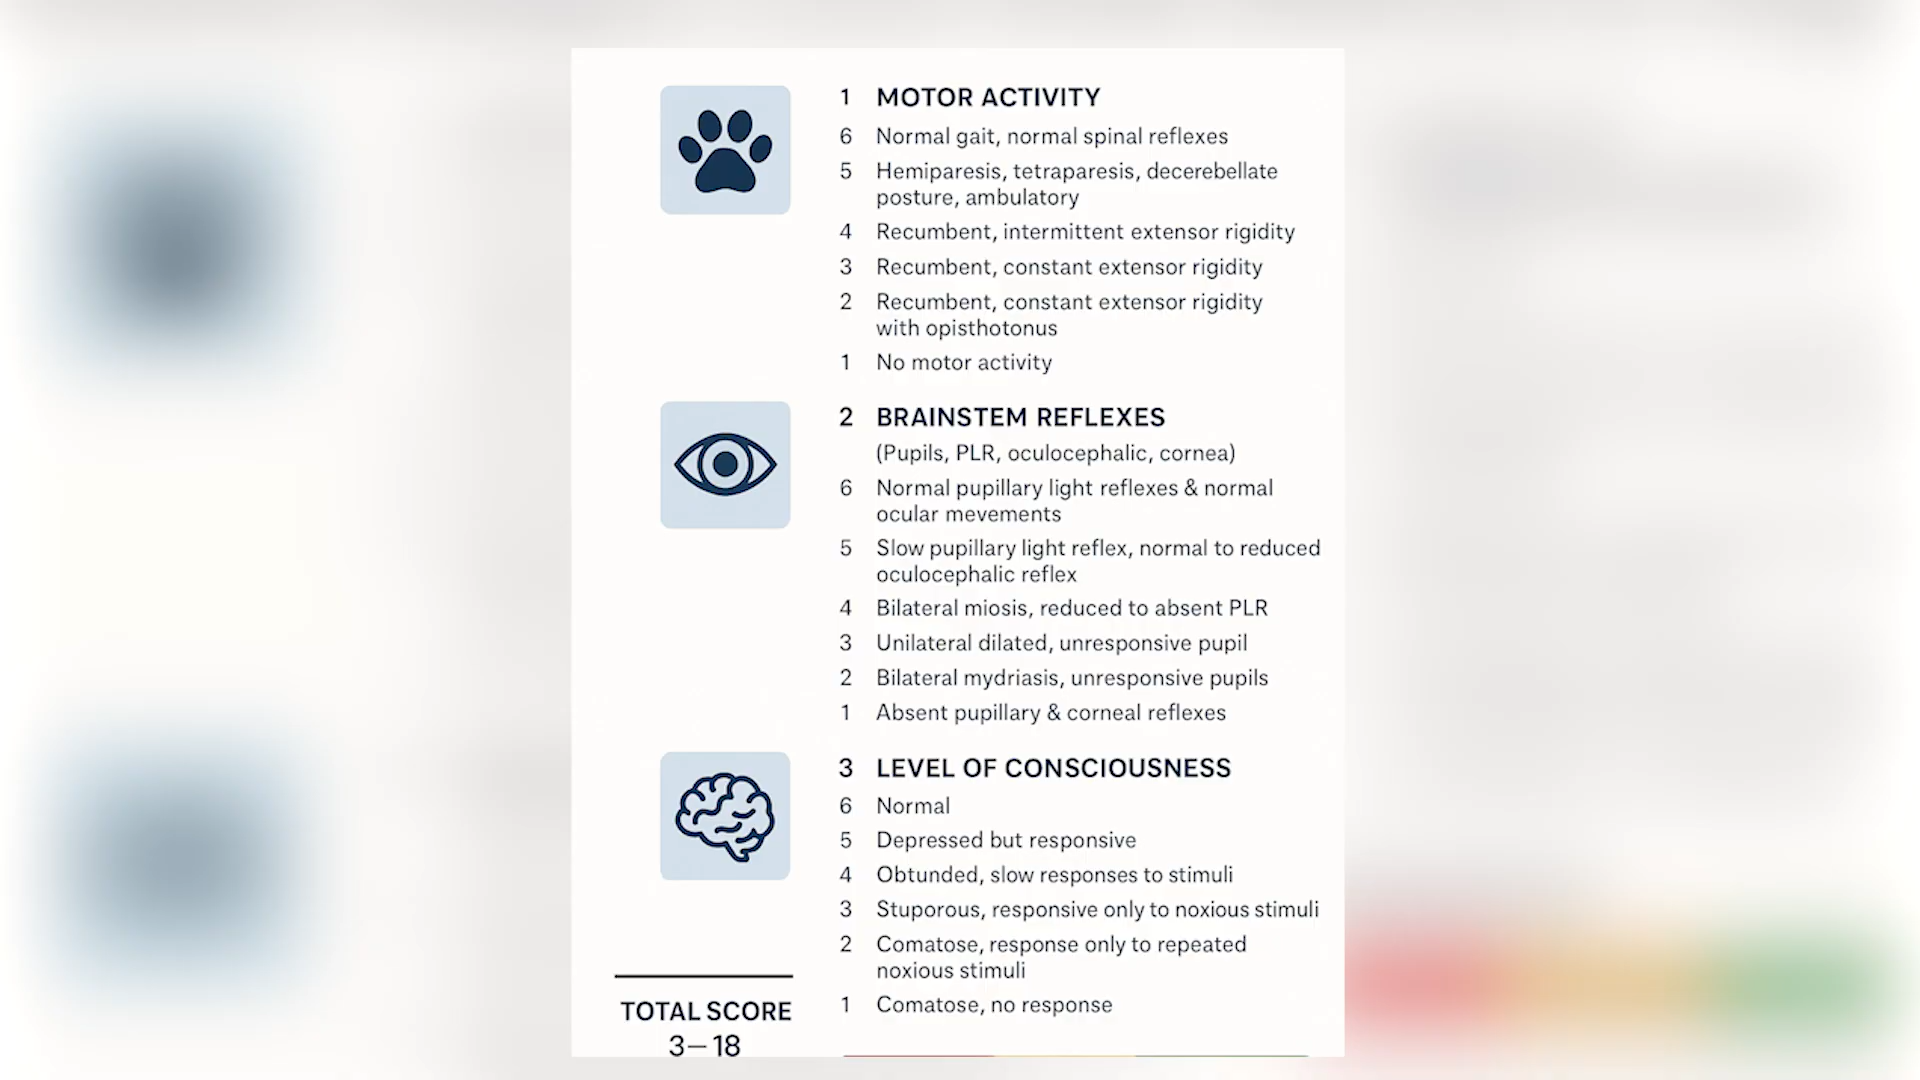 1 MOTOR ACTIVITY
6 Normal gait, normal spinal reflexes
5 Hemiparesis, tetraparesis, decerebellate
posture, ambulatory
4 Recumbent, intermittent extensor rigidity
3 Recumbent, constant extensor rigidity
2 Recumbent, constant extensor rigidity
with opisthotonus
1 No motor activity
2 BRAINSTEM REFLEXES
(Pupils, PLR, oculocephalic, cornea)
6 Normal pupillary light reflexes & normal
ocular mevements
5 Slow pupillary light reflex, normal to reduced
oculocephalic reflex
4 Bilateral miosis, reduced to absent PLR
3 Unilateral dilated, unresponsive pupil
2 Bilateral mydriasis, unresponsive pupils
1 Absent pupillary & corneal reflexes
3 LEVEL OF CONSCIOUSNESS
6 Normal
5 Depressed but responsive
4 Obtunded, slow responses to stimuli
3 Stuporous, responsive only to noxious stimuli
2 Comatose, response only to repeated
noxious stimuli
1 Comatose, no response
TOTAL SCORE
3–18